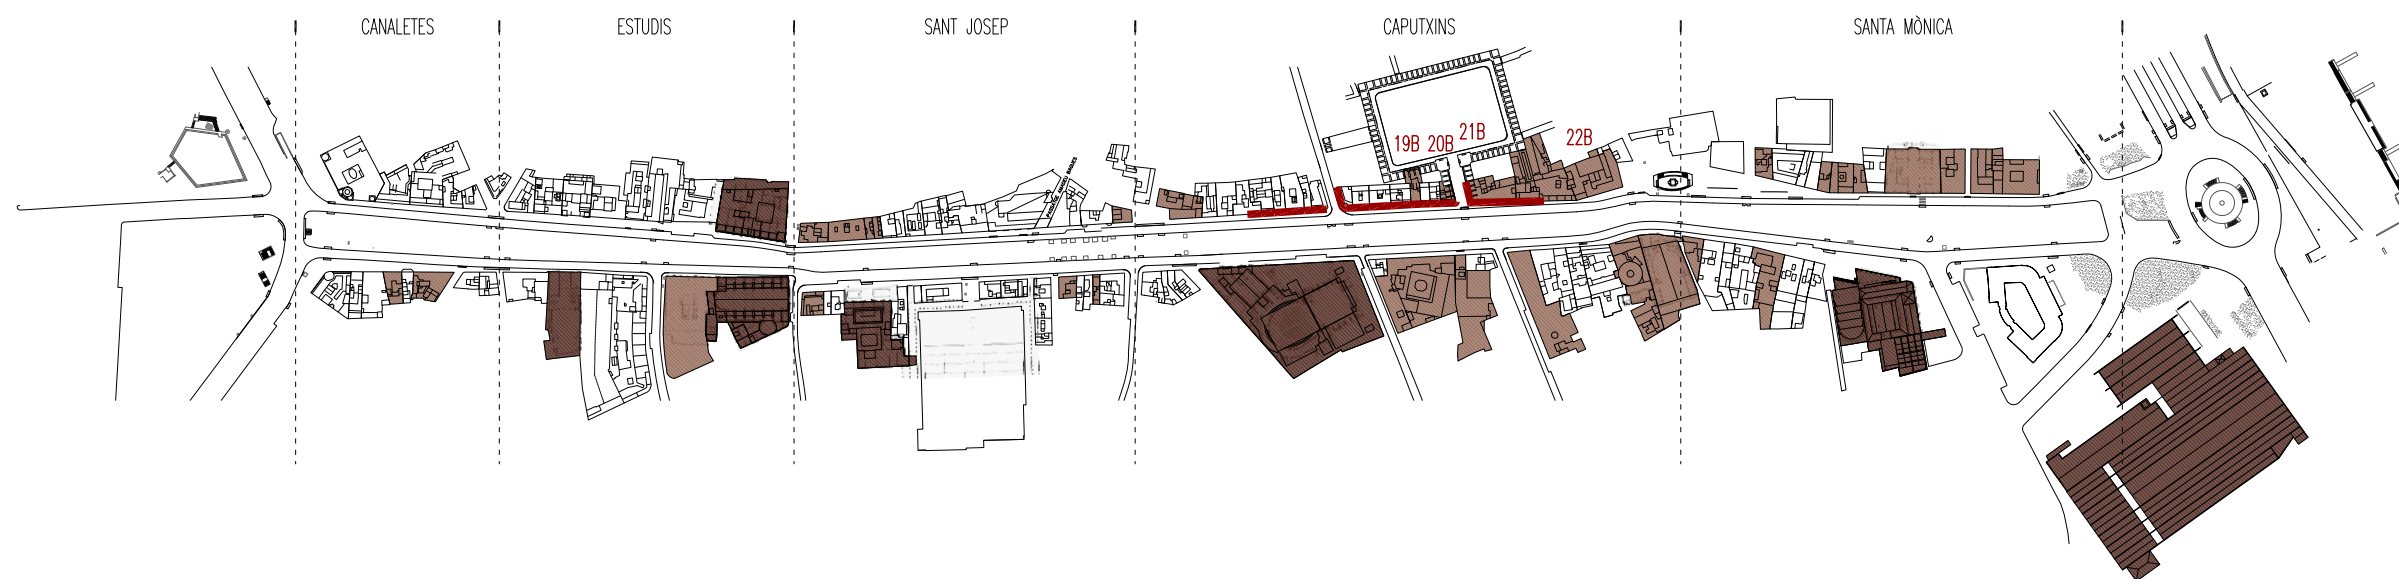 CANALETES
ESTUDIS
SANT JOSEP
CAPUTXINS
SANTA MÒNICA
19B 20B 21B 22B